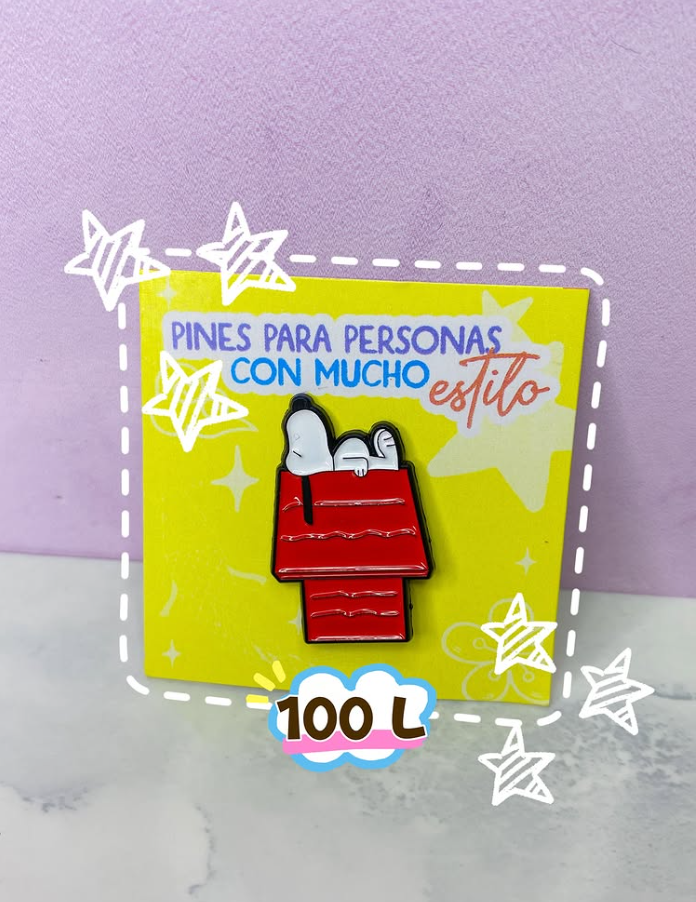 PINES PARA PERSONAS
CON MUCHO estilo
100 L